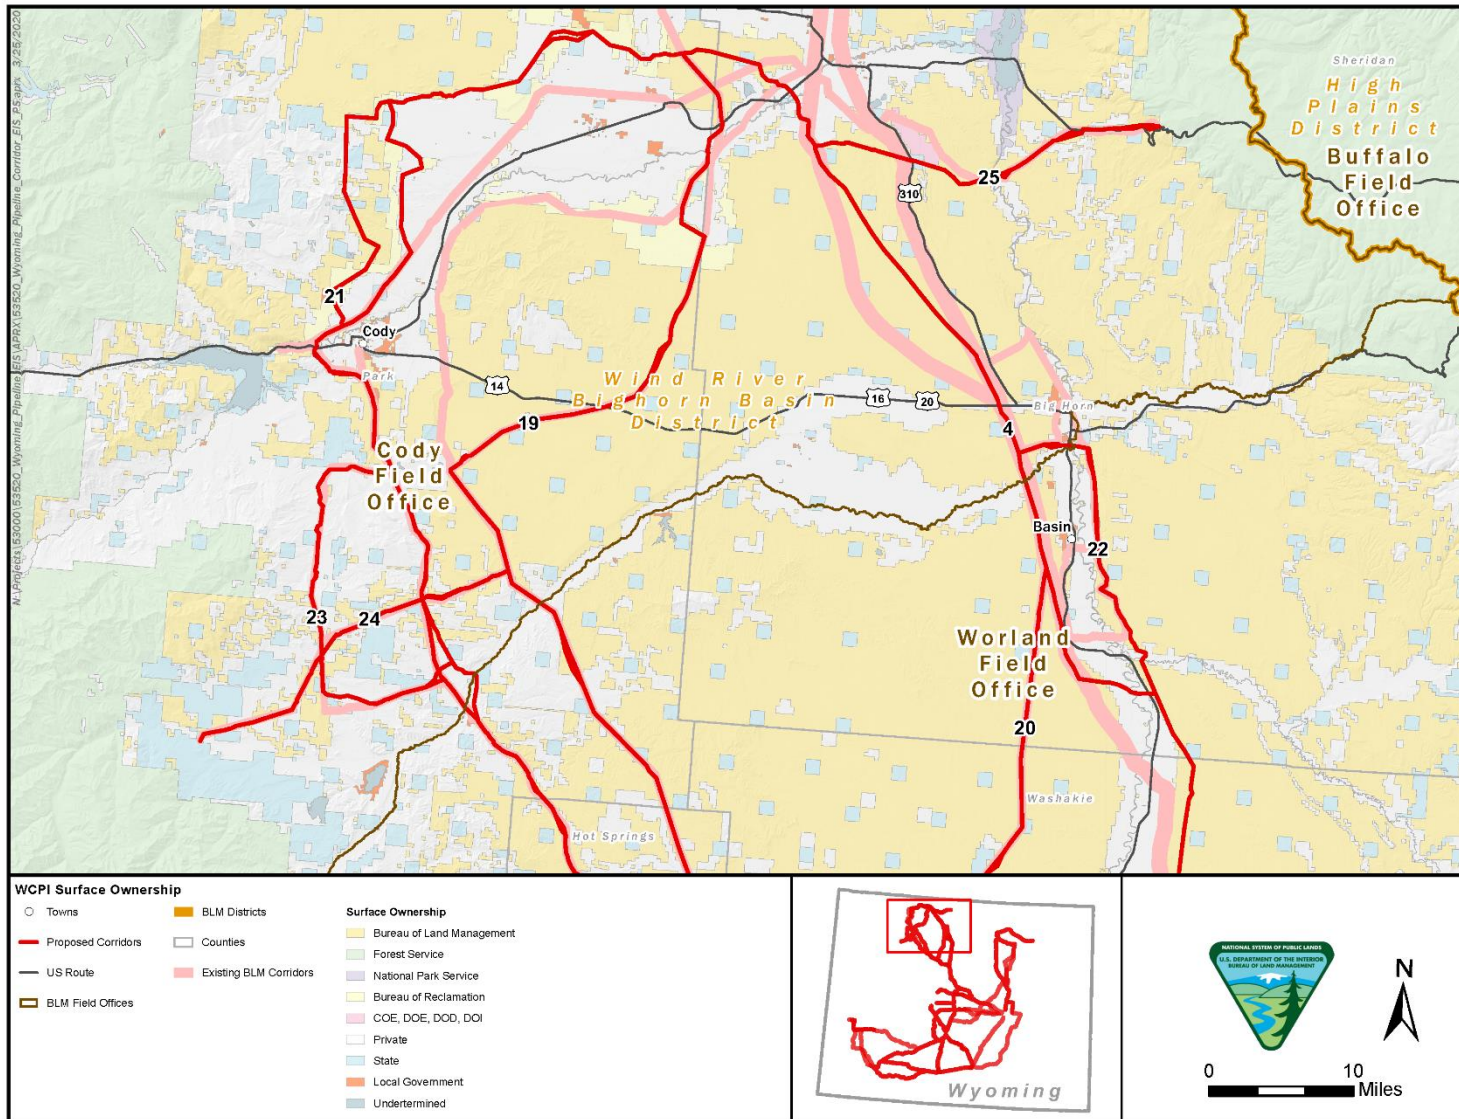 N:\Projects\53000\53520_Wyoming_Pipeline\EIS\APRX\53520_Wyoming_Pipeline_Corridor_EIS_P5.aprx 3/25/2020
Sheridan
High
Plains
District
Buffalo
Field
Office
25
310
21
Cody
Park
14
Wind River
Bighorn Basin
District
16
20
Big Horn
19
4
Cody
Field
Office
Basin
22
23
24
Worland
Field
Office
20
Washakie
Hot Springs
WCPI Surface Ownership
Towns
Proposed Corridors
US Route
BLM Field Offices
BLM Districts
Counties
Existing BLM Corridors
Surface Ownership
Bureau of Land Management
Forest Service
National Park Service
Bureau of Reclamation
COE, DOE, DOD, DOI
Private
State
Local Government
Undertermined
Wyoming
NATIONAL SYSTEM OF PUBLIC LANDS
U.S. DEPARTMENT OF THE INTERIOR
BUREAU OF LAND MANAGEMENT
N
0 10
Miles